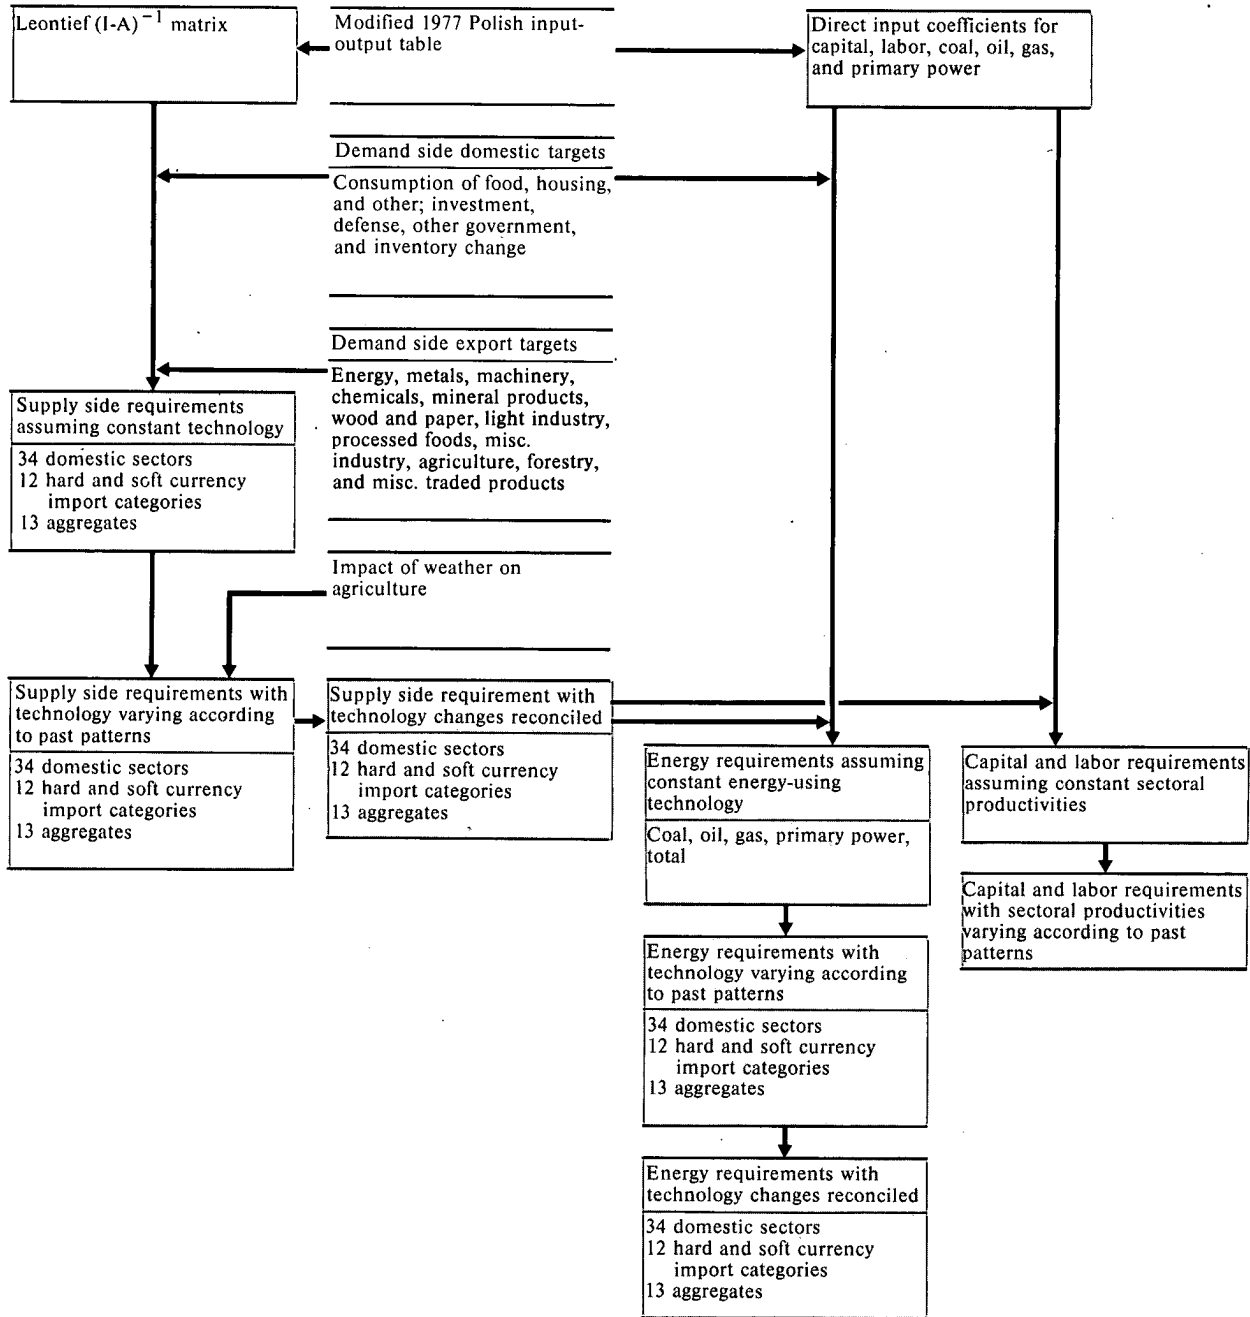 Leontief (I-A)⁻¹ matrix
Modified 1977 Polish input-
output table
Direct input coefficients for
capital, labor, coal, oil, gas,
and primary power
Demand side domestic targets
Consumption of food, housing,
and other; investment,
defense, other government,
and inventory change
Demand side export targets
Energy, metals, machinery,
chemicals, mineral products,
wood and paper, light industry,
processed foods, misc.
industry, agriculture, forestry,
and misc. traded products
Supply side requirements
assuming constant technology
34 domestic sectors
12 hard and soft currency
import categories
13 aggregates
Impact of weather on
agriculture
Supply side requirements with
technology varying according
to past patterns
34 domestic sectors
12 hard and soft currency
import categories
13 aggregates
Supply side requirement with
technology changes reconciled
34 domestic sectors
12 hard and soft currency
import categories
13 aggregates
Energy requirements assuming
constant energy-using
technology
Coal, oil, gas, primary power,
total
Capital and labor requirements
assuming constant sectoral
productivities
Capital and labor requirements
with sectoral productivities
varying according to past
patterns
Energy requirements with
technology varying according
to past patterns
34 domestic sectors
12 hard and soft currency
import categories
13 aggregates
Energy requirements with
technology changes reconciled
34 domestic sectors
12 hard and soft currency
import categories
13 aggregates